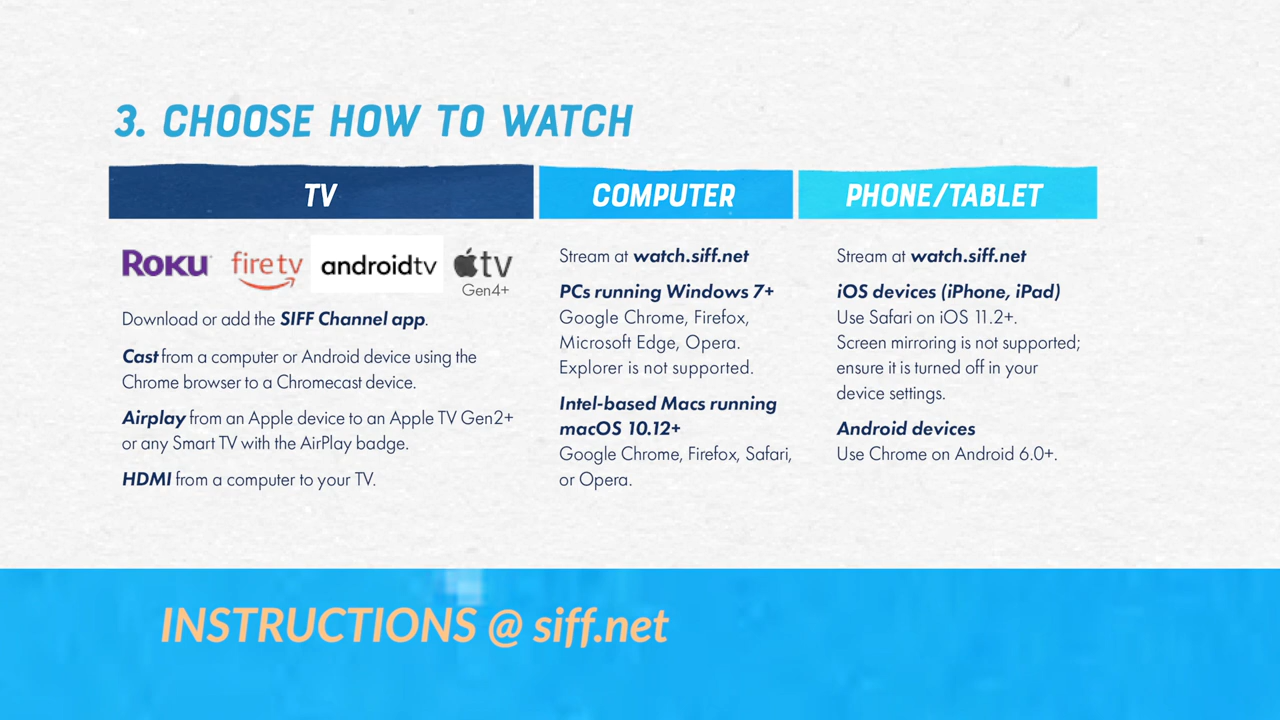 3. CHOOSE HOW TO WATCH
TV
ROKU firetv androidtv tv
Gen4+
Download or add the SIFF Channel app.
Cast from a computer or Android device using the
Chrome browser to a Chromecast device.
Airplay from an Apple device to an Apple TV Gen2+
or any Smart TV with the AirPlay badge.
HDMI from a computer to your TV.
COMPUTER
Stream at watch.siff.net
PCs running Windows 7+
Google Chrome, Firefox,
Microsoft Edge, Opera.
Explorer is not supported.
Intel-based Macs running
macOS 10.12+
Google Chrome, Firefox, Safari,
or Opera.
PHONE/TABLET
Stream at watch.siff.net
iOS devices (iPhone, iPad)
Use Safari on iOS 11.2+.
Screen mirroring is not supported;
ensure it is turned off in your
device settings.
Android devices
Use Chrome on Android 6.0+.
INSTRUCTIONS @ siff.net